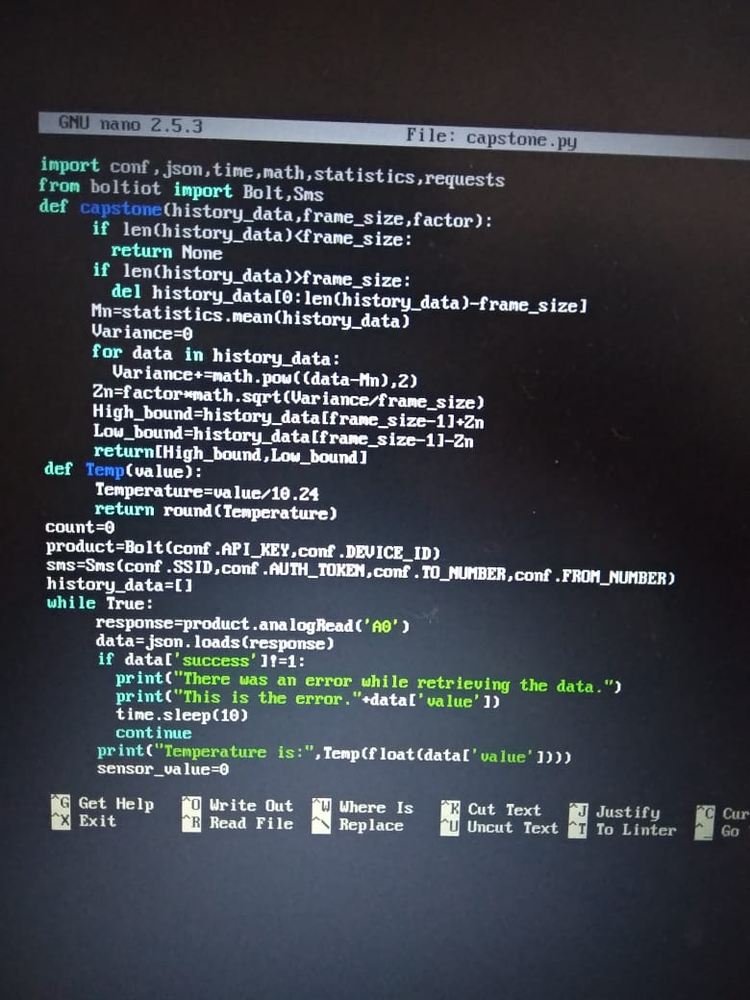 GNU nano 2.5.3 File: capstone.py
import conf,json,time,math,statistics,requests
from boltiot import Bolt,Sms
def capstone(history_data,frame_size,factor):
if len(history_data)<frame_size:
return None
if len(history_data)>frame_size:
del history_data[0:len(history_data)-frame_size]
Mn=statistics.mean(history_data)
Variance=0
for data in history_data:
Variance+=math.pow((data-Mn),2)
Zn=factor*math.sqrt(Variance/frame_size)
High_bound=history_data[frame_size-1]+Zn
Low_bound=history_data[frame_size-1]-Zn
return[High_bound,Low_bound]
def Temp(value):
Temperature=value/10.24
return round(Temperature)
count=0
product=Bolt(conf.API_KEY,conf.DEVICE_ID)
sms=Sms(conf.SSID,conf.AUTH_TOKEN,conf.TO_NUMBER,conf.FROM_NUMBER)
history_data=[]
while True:
response=product.analogRead('A0')
data=json.loads(response)
if data['success']!=1:
print("There was an error while retrieving the data.")
print("This is the error."+data['value'])
time.sleep(10)
continue
print("Temperature is:",Temp(float(data['value'])))
sensor_value=0
^G Get Help ^O Write Out ^W Where Is ^K Cut Text ^J Justify ^C Cur
^X Exit ^R Read File ^\ Replace ^U Uncut Text ^T To Linter ^_ Go